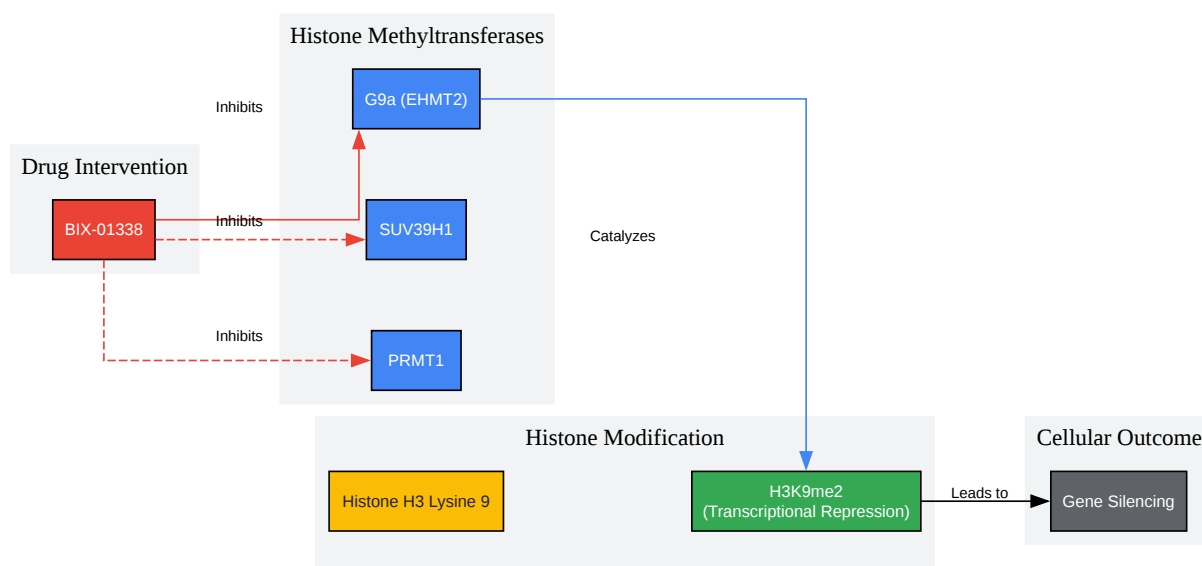 Histone Methyltransferases
G9a (EHMT2)
Inhibits
Drug Intervention
BIX-01338
Inhibits
SUV39H1
Catalyzes
Inhibits
PRMT1
Histone Modification
Cellular Outcome
Histone H3 Lysine 9
H3K9me2
(Transcriptional Repression)
Leads to
Gene Silencing